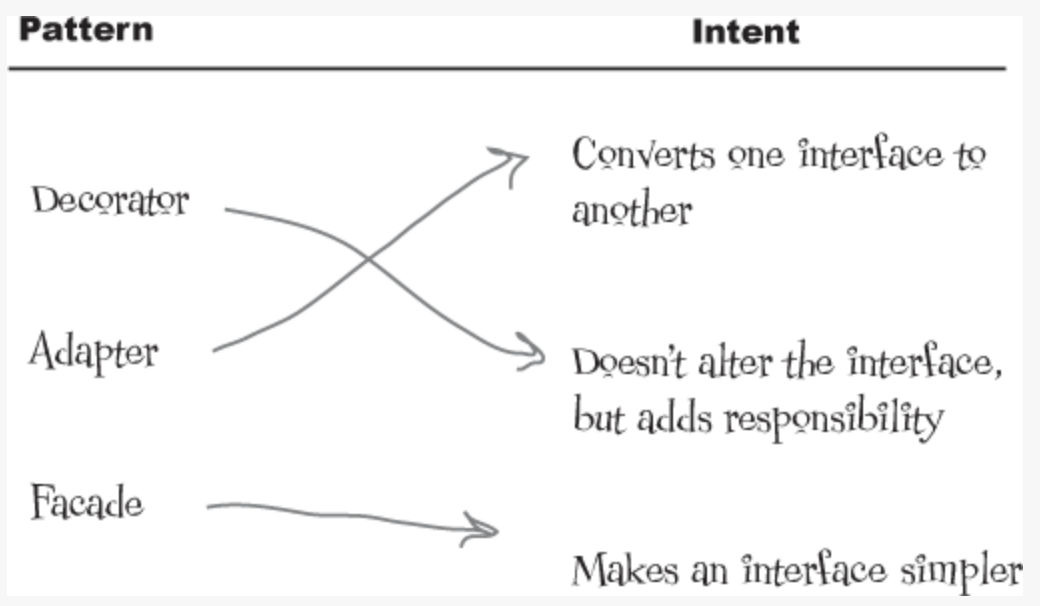 Pattern Intent
Decorator
Converts one interface to
another
Adapter
Doesn't alter the interface,
but adds responsibility
Facade
Makes an interface simpler